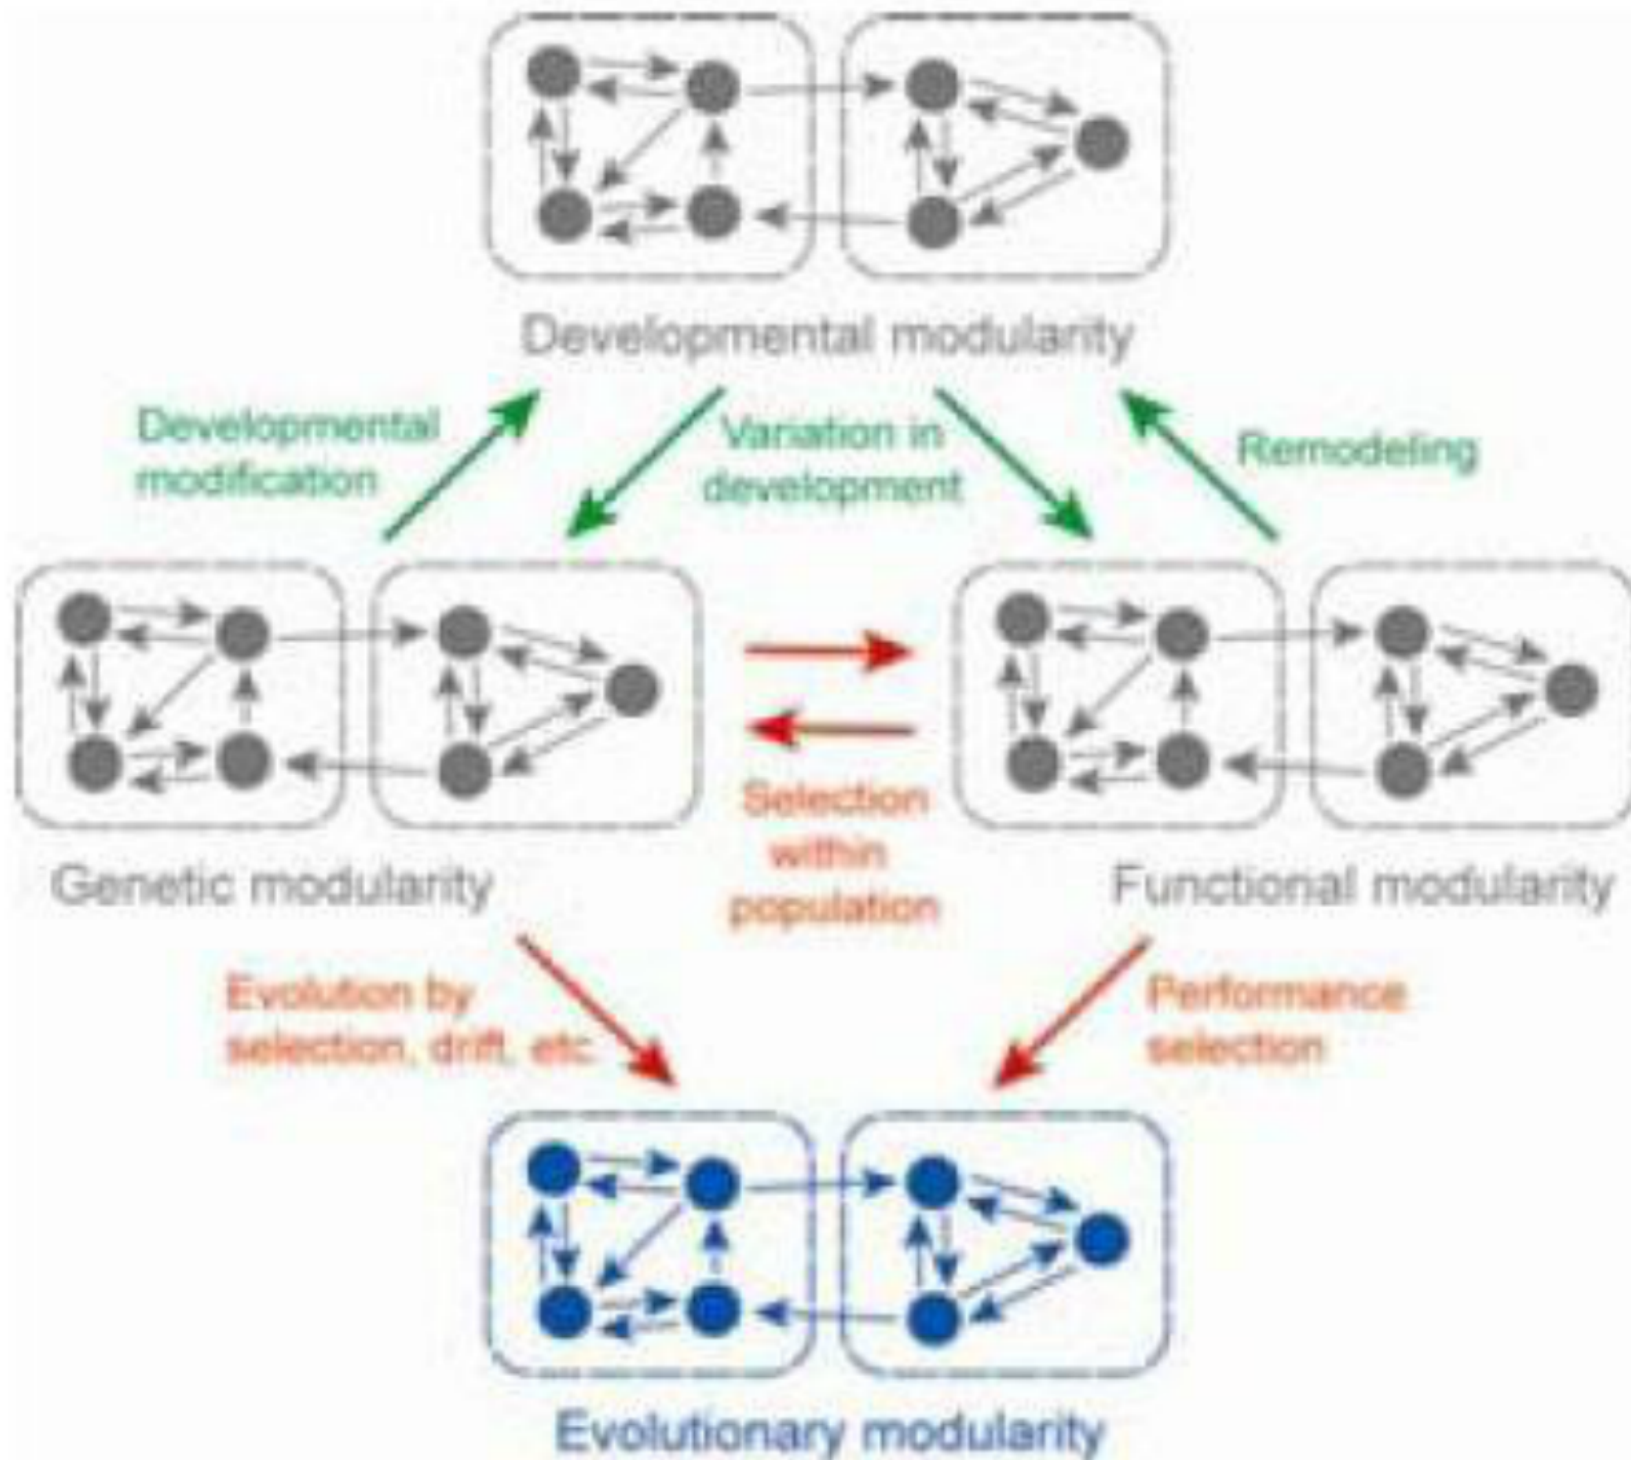 Developmental modularity
Developmental
modification
Variation in
development
Remodeling
Genetic modularity
Selection
within
population
Functional modularity
Evolution by
selection, drift, etc
Performance
selection
Evolutionary modularity